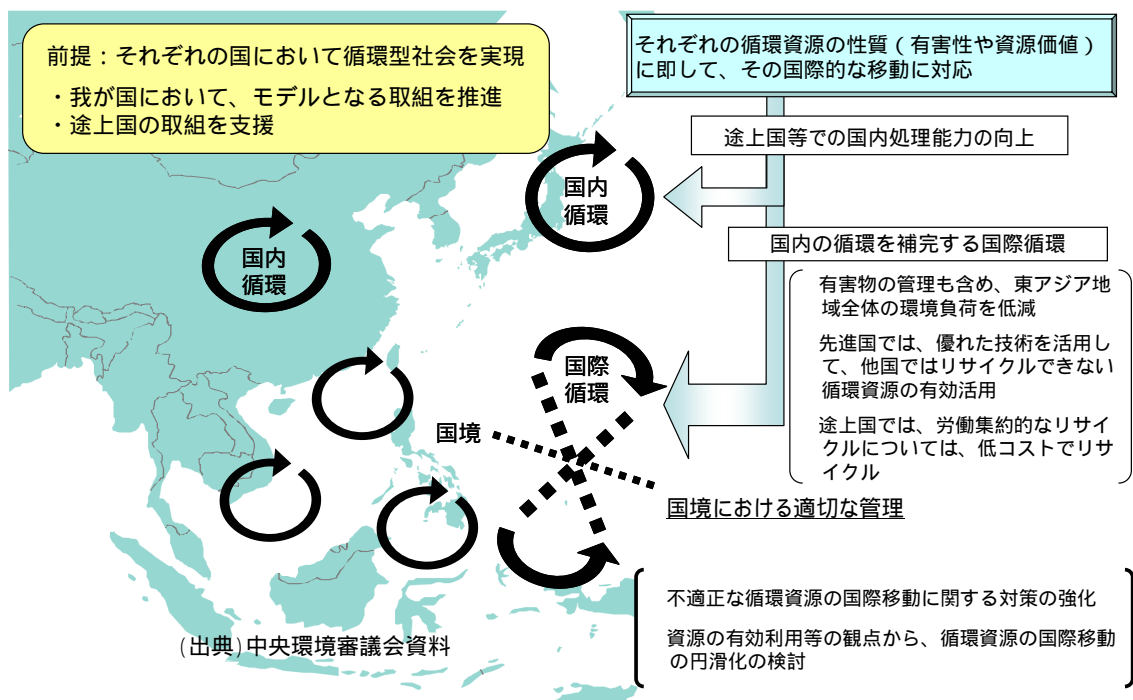 前提：それぞれの国において循環型社会を実現
・我が国において、モデルとなる取組を推進
・途上国の取組を支援
それぞれの循環資源の性質（有害性や資源価値）
に即して、その国際的な移動に対応
途上国等での国内処理能力の向上
国内
循環
国内
循環
国内の循環を補完する国際循環
有害物の管理も含め、東アジア地
域全体の環境負荷を低減
先進国では、優れた技術を活用し
て、他国ではリサイクルできない
循環資源の有効活用
途上国では、労働集約的なリサイ
クルについては、低コストでリサ
イクル
国際
循環
国境
国境における適切な管理
不適正な循環資源の国際移動に関する対策の強化
資源の有効利用等の観点から、循環資源の国際移動
の円滑化の検討
(出典)中央環境審議会資料